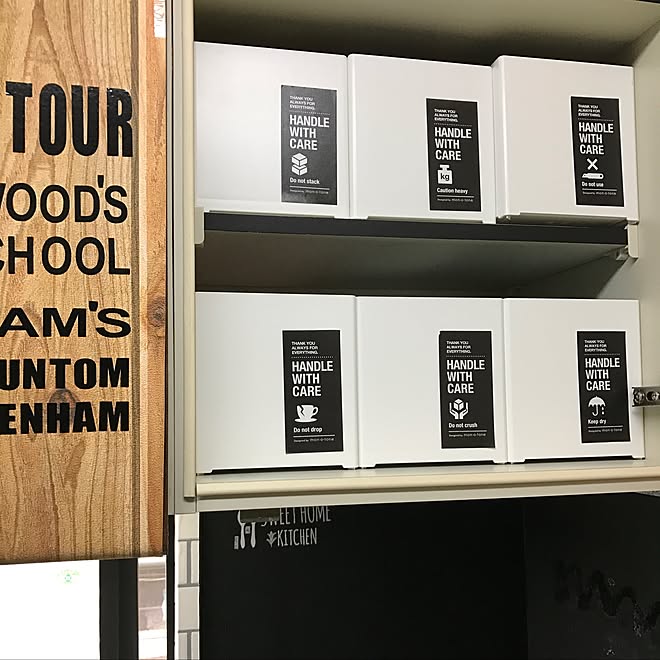 TOUR
WOOD'S
CHOOL
AM'S
UNTOM
ENHAM
THANK YOU
ALWAYS FOR
EVERYTHING.
HANDLE
WITH
CARE
Do not stack
THANK YOU
ALWAYS FOR
EVERYTHING.
HANDLE
WITH
CARE
kg
Caution heavy
THANK YOU
ALWAYS FOR
EVERYTHING.
HANDLE
WITH
CARE
Do not use
THANK YOU
ALWAYS FOR
EVERYTHING.
HANDLE
WITH
CARE
Do not drop
THANK YOU
ALWAYS FOR
EVERYTHING.
HANDLE
WITH
CARE
Do not crush
THANK YOU
ALWAYS FOR
EVERYTHING.
HANDLE
WITH
CARE
Keep dry
SWEET HOME
KITCHEN